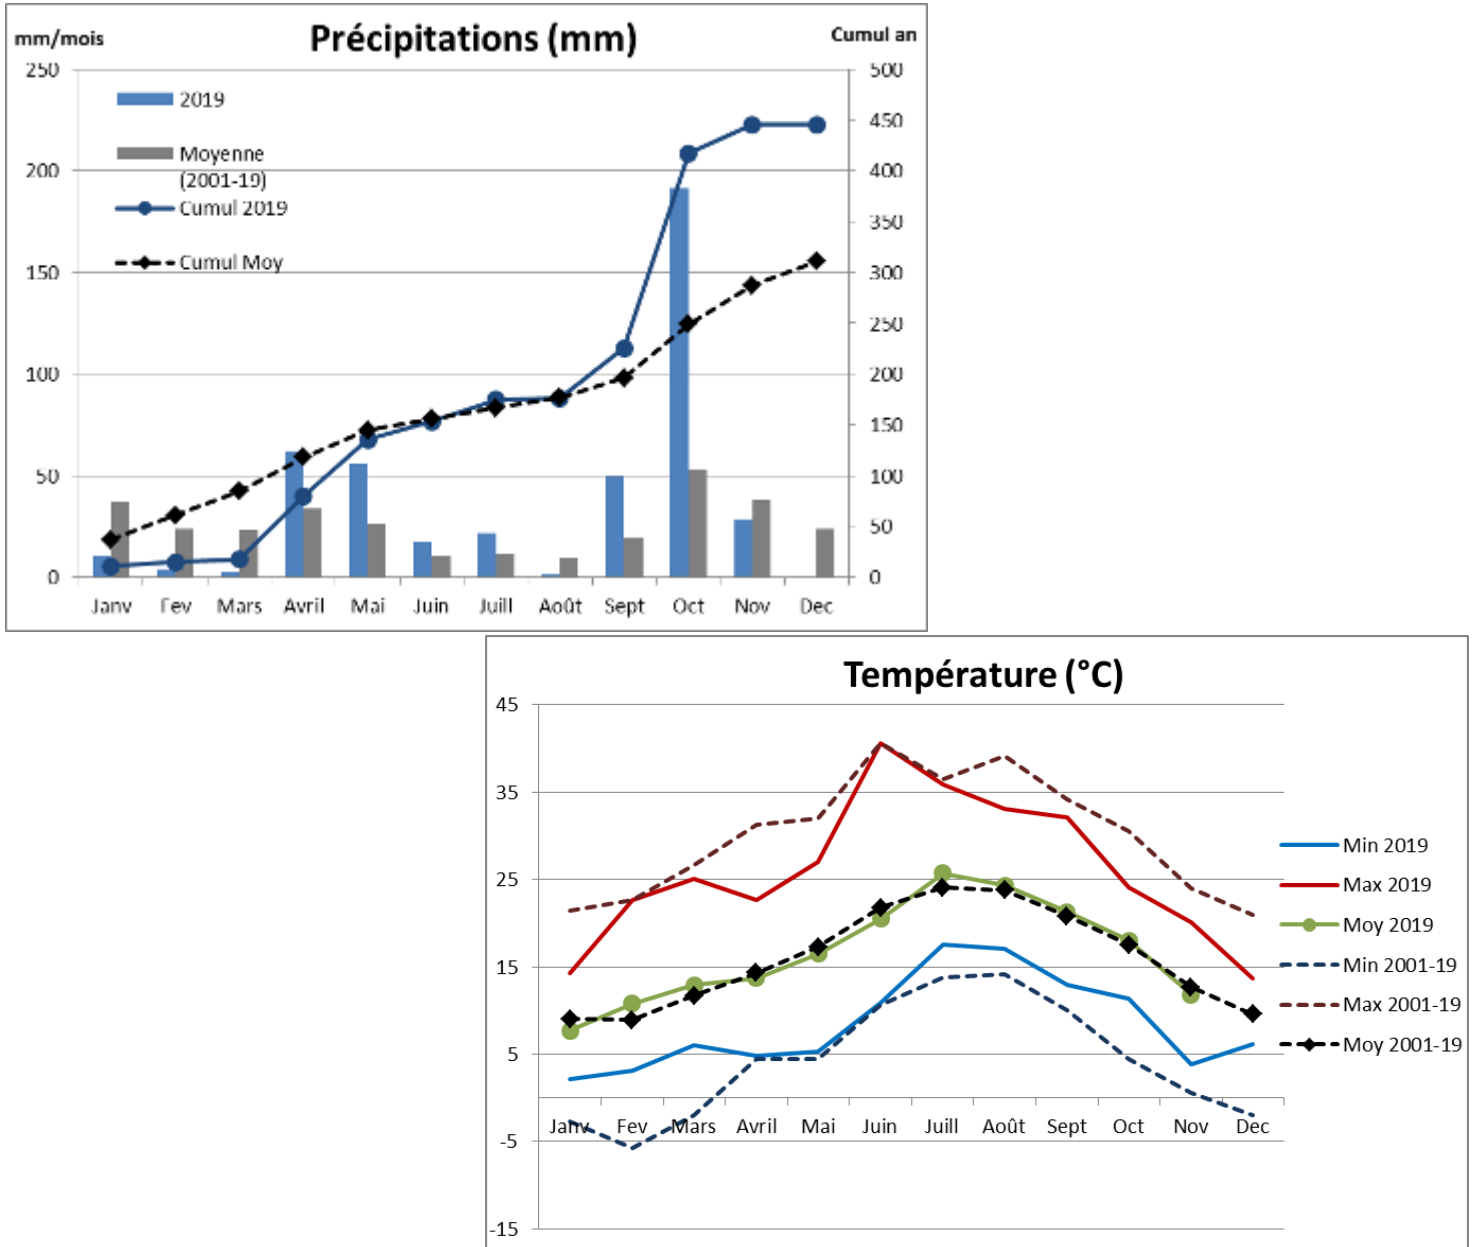 Précipitations (mm)
mm/mois
Cumul an
250
200
150
100
50
0
500
450
400
350
300
250
200
150
100
50
0
2019
Moyenne
(2001-19)
Cumul 2019
Cumul Moy
Janv Fev Mars Avril Mai Juin Juill Août Sept Oct Nov Dec
Température (°C)
45
35
25
15
5
-5
-15
Janv Fev Mars Avril Mai Juin Juill Août Sept Oct Nov Dec
Min 2019
Max 2019
Moy 2019
Min 2001-19
Max 2001-19
Moy 2001-19